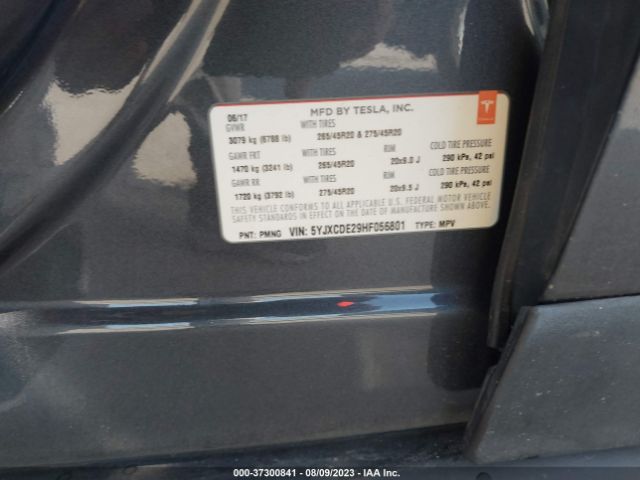 MFD BY TESLA, INC.
06/17
GVWR WITH TIRES
3079 kg (6788 lb) 265/45R20 & 275/45R20
GAWR FRT WITH TIRES RIM COLD TIRE PRESSURE
1470 kg (3241 lb) 265/45R20 20x9.0 J 290 kPa, 42 psi
GAWR RR WITH TIRES RIM COLD TIRE PRESSURE
1720 kg (3792 lb) 275/45R20 20x9.5 J 290 kPa, 42 psi
THIS VEHICLE CONFORMS TO ALL APPLICABLE U.S. FEDERAL MOTOR VEHICLE
SAFETY STANDARDS IN EFFECT ON THE DATE OF MANUFACTURE SHOWN ABOVE.
PNT: PMNG VIN: 5YJXCDE29HF056801 TYPE: MPV
TESLA
000-37300841 - 08/09/2023 - IAA Inc.